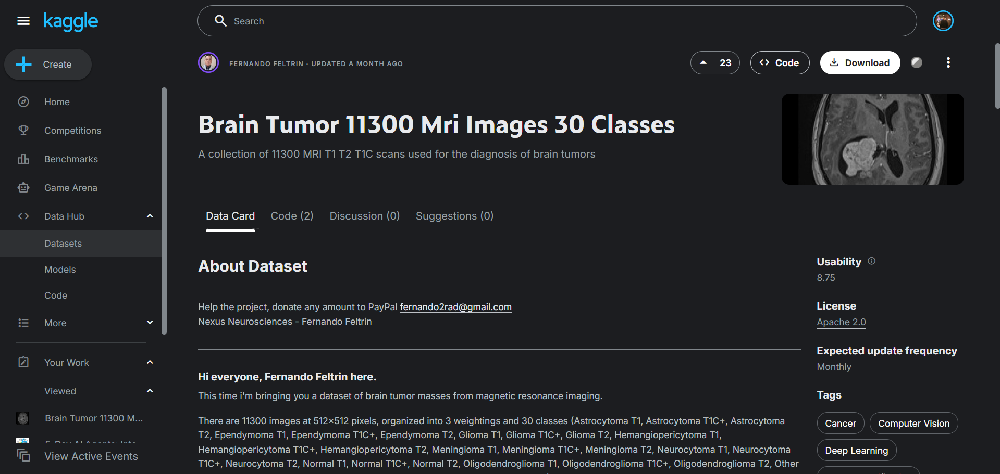 kaggle
Search
Create
Home
Competitions
Benchmarks
Game Arena
Data Hub
Datasets
Models
Code
More
Your Work
Viewed
Brain Tumor 11300 M...
View Active Events
FERNANDO FELTRIN · UPDATED A MONTH AGO
23
Code
Download
Brain Tumor 11300 Mri Images 30 Classes
A collection of 11300 MRI T1 T2 T1C scans used for the diagnosis of brain tumors
Data Card
Code (2)
Discussion (0)
Suggestions (0)
About Dataset
Help the project, donate any amount to PayPal fernando2rad@gmail.com
Nexus Neurosciences - Fernando Feltrin
Hi everyone, Fernando Feltrin here.
This time i'm bringing you a dataset of brain tumor masses from magnetic resonance imaging.
There are 11300 images at 512×512 pixels, organized into 3 weightings and 30 classes (Astrocytoma T1, Astrocytoma T1C+, Astrocytoma
T2, Ependymoma T1, Ependymoma T1C+, Ependymoma T2, Glioma T1, Glioma T1C+, Glioma T2, Hemangiopericytoma T1,
Hemangiopericytoma T1C+, Hemangiopericytoma T2, Meningioma T1, Meningioma T1C+, Meningioma T2, Neurocytoma T1, Neurocytoma
T1C+, Neurocytoma T2, Normal T1, Normal T1C+, Normal T2, Oligodendroglioma T1, Oligodendroglioma T1C+, Oligodendroglioma T2, Other
Usability
8.75
License
Apache 2.0
Expected update frequency
Monthly
Tags
Cancer
Computer Vision
Deep Learning